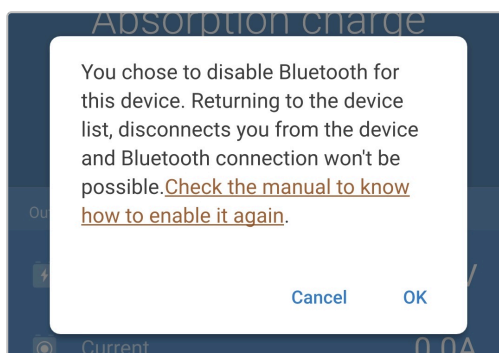 Absorption charge
You chose to disable Bluetooth for
this device. Returning to the device
list, disconnects you from the device
and Bluetooth connection won't be
possible.Check the manual to know
how to enable it again.
Ou
V
Cancel OK
Current 0.0A